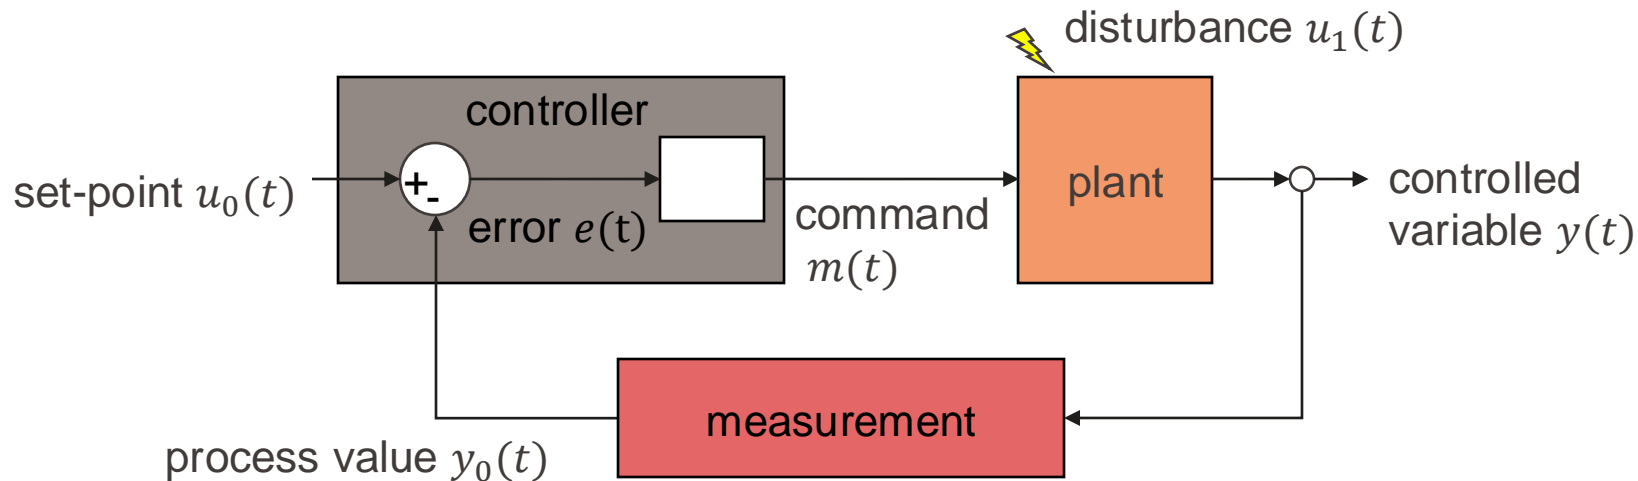 disturbance 𝑢₁(𝑡)
controller
set-point 𝑢₀(𝑡)
+
-
error 𝑒(t)
command
𝑚(𝑡)
plant
controlled
variable 𝑦(𝑡)
measurement
process value 𝑦₀(𝑡)